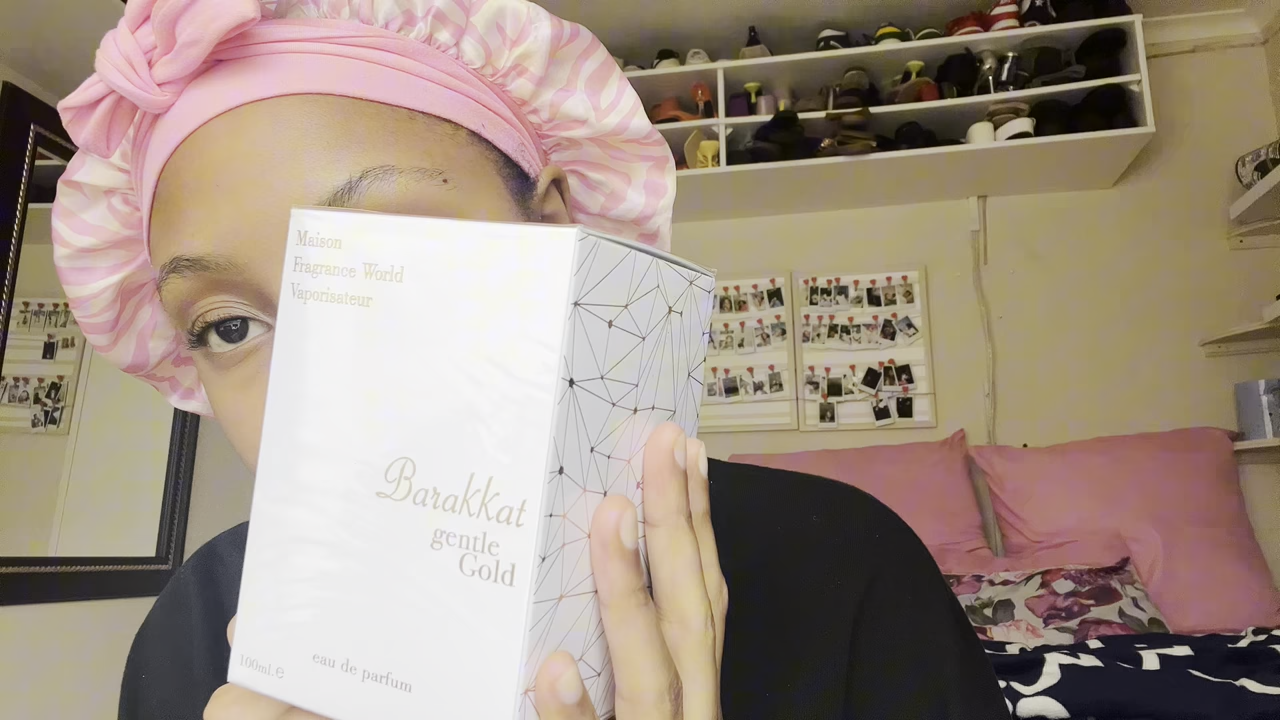 Maison
Fragrance World
Vaporisateur
Barakkat
gentle
Gold
100ml.e
eau de parfum